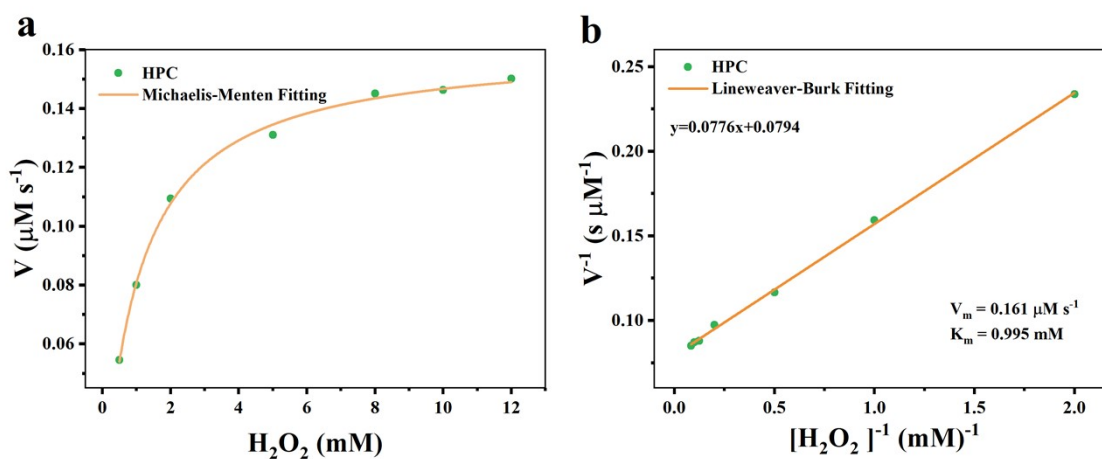 a
0.16
0.14
0.12
0.10
0.08
0.06
V (μM s⁻¹)
HPC
Michaelis-Menten Fitting
0 2 4 6 8 10 12
H₂O₂ (mM)
b
0.25
0.20
0.15
0.10
V⁻¹ (s μM⁻¹)
HPC
Lineweaver-Burk Fitting
y=0.0776x+0.0794
Vₘ = 0.161 μM s⁻¹
Kₘ = 0.995 mM
0.0 0.5 1.0 1.5 2.0
[H₂O₂ ]⁻¹ (mM)⁻¹